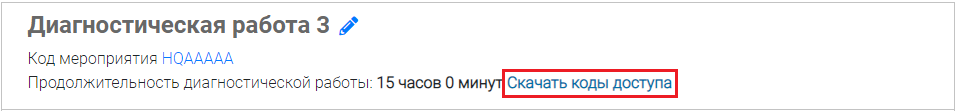 Диагностическая работа 3
Код мероприятия HQAAAAA
Продолжительность диагностической работы: 15 часов 0 минут Скачать коды доступа